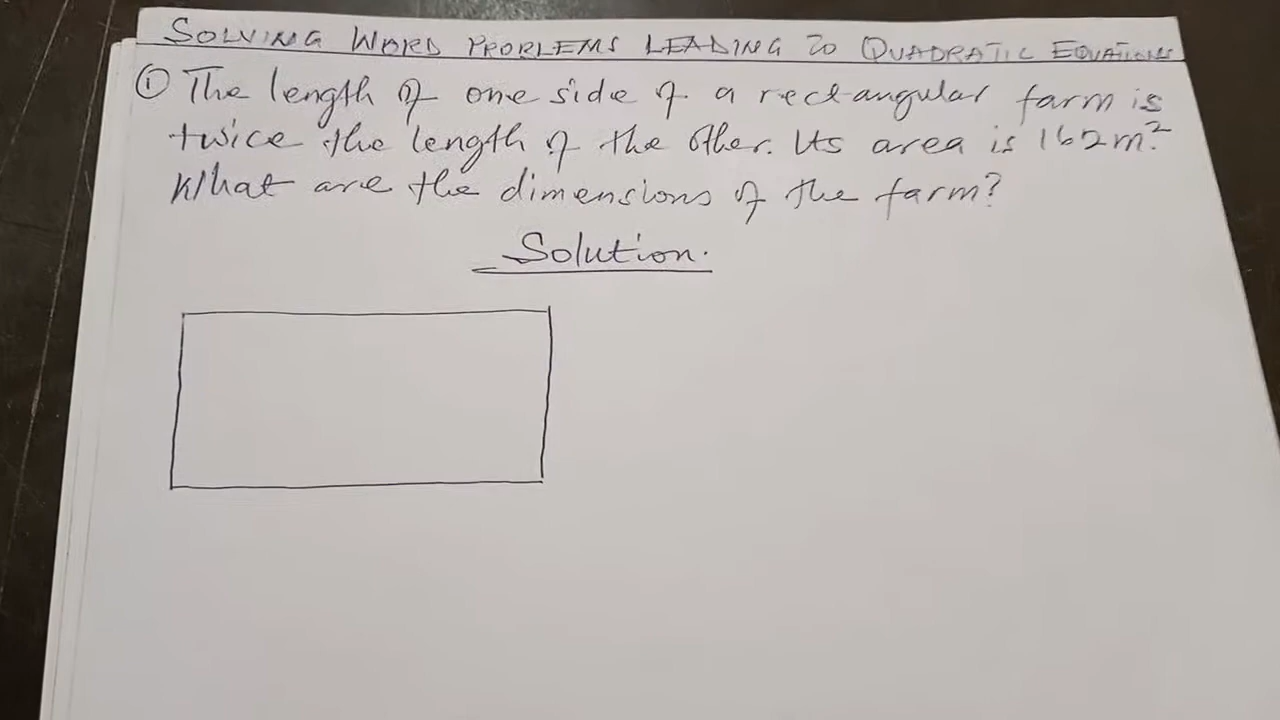 SOLVING WORD PROBLEMS LEADING TO QUADRATIC EQUATIONS
① The length of one side of a rectangular farm is
twice the length of the other. Its area is 162m².
What are the dimensions of the farm?
Solution.